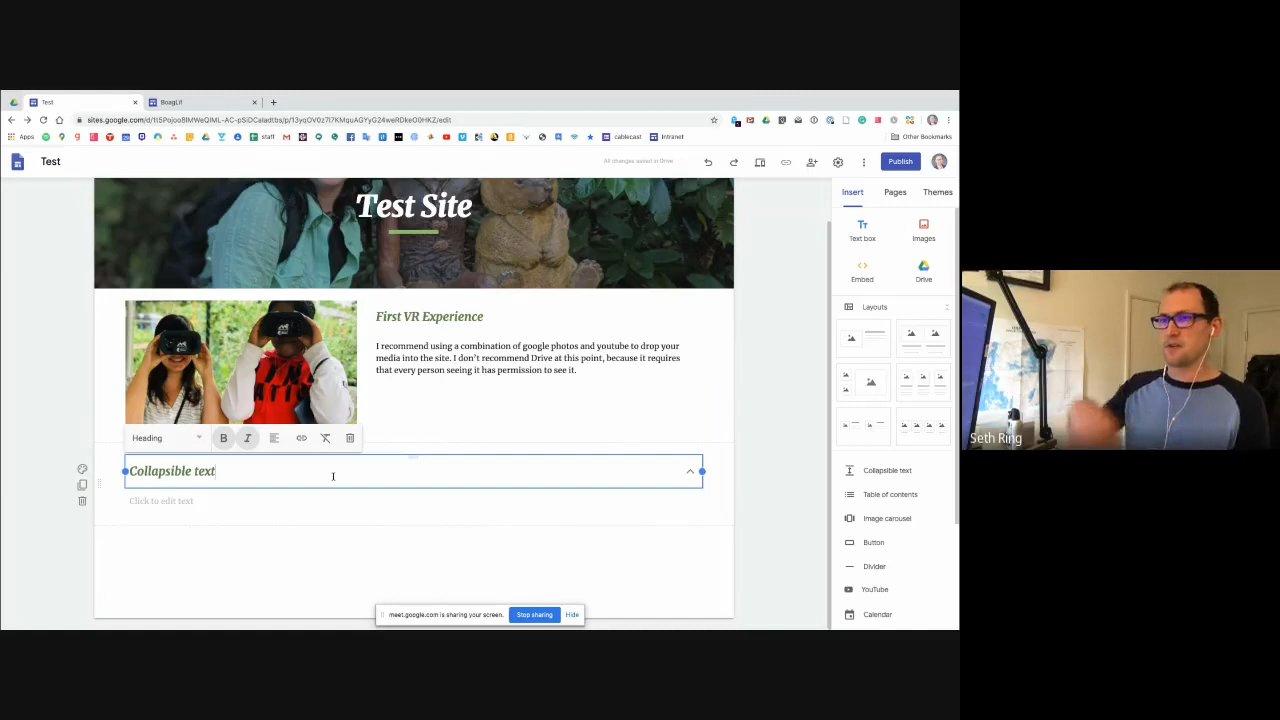 Test
BoagLif
sites.google.com
Apps
staff
cablecast
Intranet
Other Bookmarks
Test
All changes saved in Drive
Publish
Test Site
First VR Experience
I recommend using a combination of google photos and youtube to drop your
media into the site. I don't recommend Drive at this point, because it requires
that every person seeing it has permission to see it.
Heading
B I
Collapsible text
Click to edit text
Insert Pages Themes
Text box Images
Embed Drive
Layouts
Collapsible text
Table of contents
Image carousel
Button
Divider
YouTube
Calendar
meet.google.com is sharing your screen. Stop sharing Hide
Seth Ring